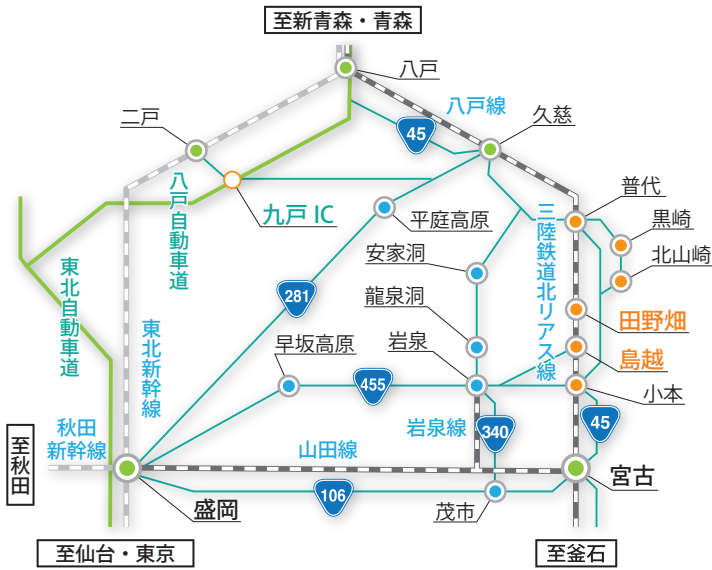 至新青森・青森
八戸
八戸線
二戸
久慈
45
八戸自動車道
九戸 IC
平庭高原
普代
黒崎
北山崎
三陸鉄道北リアス線
安家洞
東北自動車道
281
龍泉洞
田野畑
東北新幹線
早坂高原
岩泉
島越
455
小本
至秋田
秋田
新幹線
岩泉線
340
45
山田線
106
盛岡
茂市
宮古
至仙台・東京
至釜石